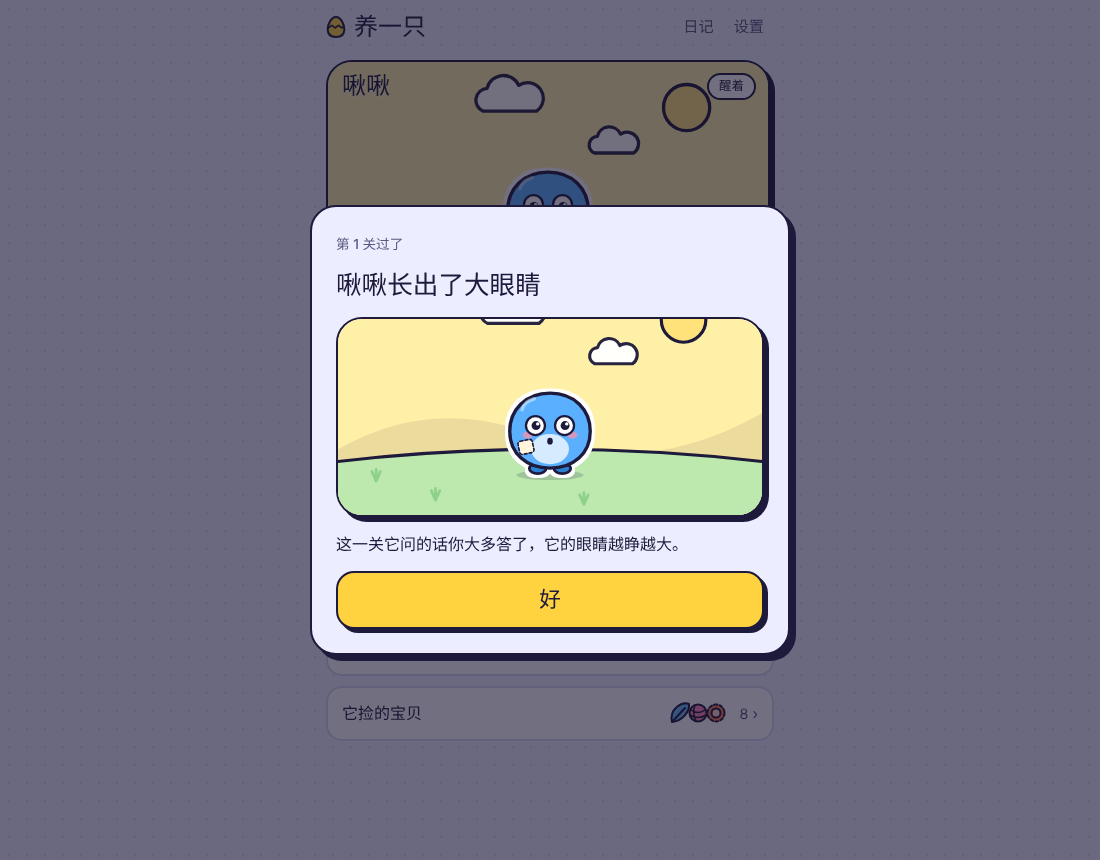 养一只
日记 设置
啾啾
醒着
第 1 关过了
啾啾长出了大眼睛
这一关它问的话你大多答了，它的眼睛越睁越大。
好
它捡的宝贝
8 ›